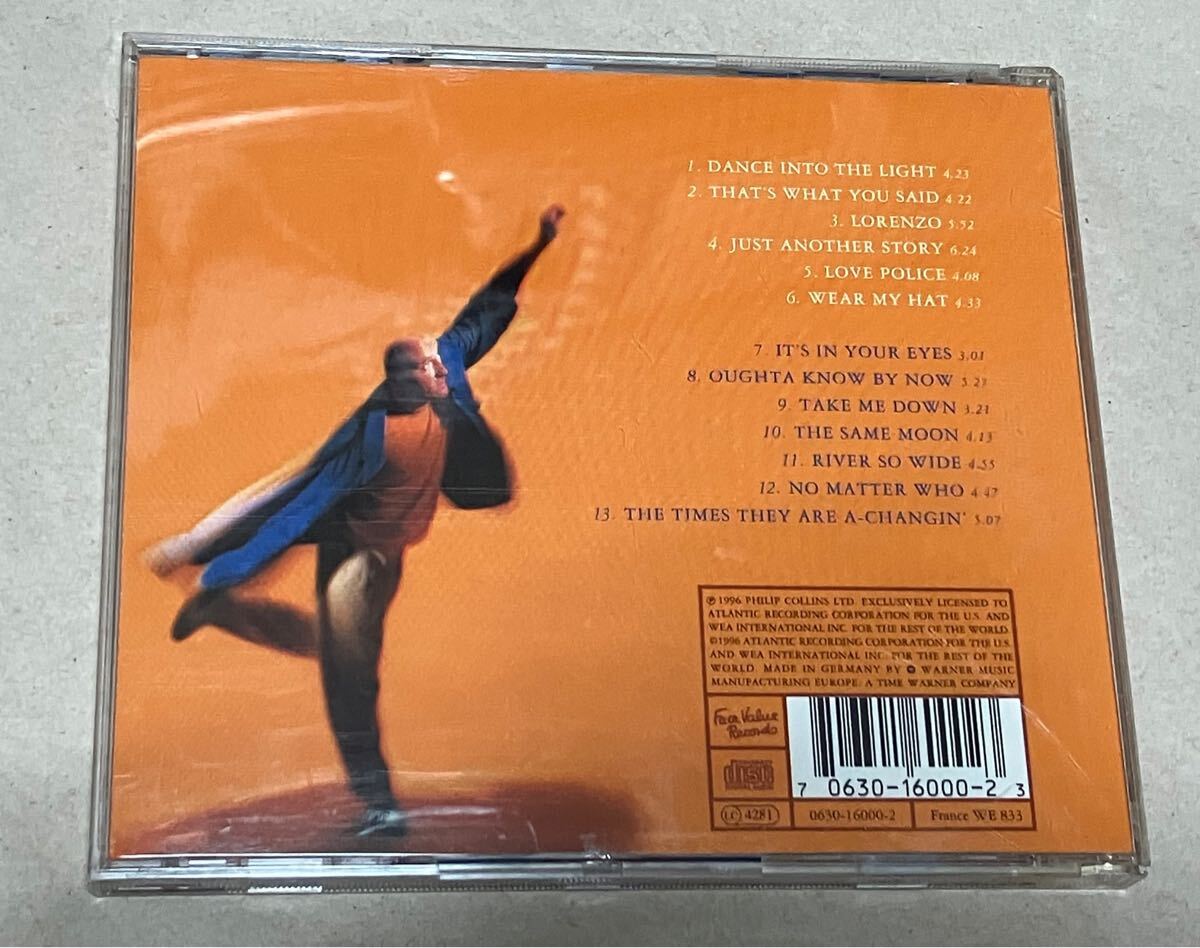 1. DANCE INTO THE LIGHT 4.23
2. THAT'S WHAT YOU SAID 4.22
3. LORENZO 5.52
4. JUST ANOTHER STORY 6.24
5. LOVE POLICE 4.08
6. WEAR MY HAT 4.33
7. IT'S IN YOUR EYES 3.01
8. OUGHTA KNOW BY NOW 5.27
9. TAKE ME DOWN 3.21
10. THE SAME MOON 4.13
11. RIVER SO WIDE 4.55
12. NO MATTER WHO 4.47
13. THE TIMES THEY ARE A-CHANGIN' 5.07
℗ 1996 PHILIP COLLINS LTD. EXCLUSIVELY LICENSED TO
ATLANTIC RECORDING CORPORATION FOR THE U.S. AND
WEA INTERNATIONAL INC. FOR THE REST OF THE WORLD.
©1996 ATLANTIC RECORDING CORPORATION FOR THE U.S.
AND WEA INTERNATIONAL INC. FOR THE REST OF THE
WORLD. MADE IN GERMANY BY WARNER MUSIC
MANUFACTURING EUROPE. A TIME WARNER COMPANY
Face Value
Records
7 0630-16000-2 3
disc
LC 4281
0630-16000-2
France WE 833